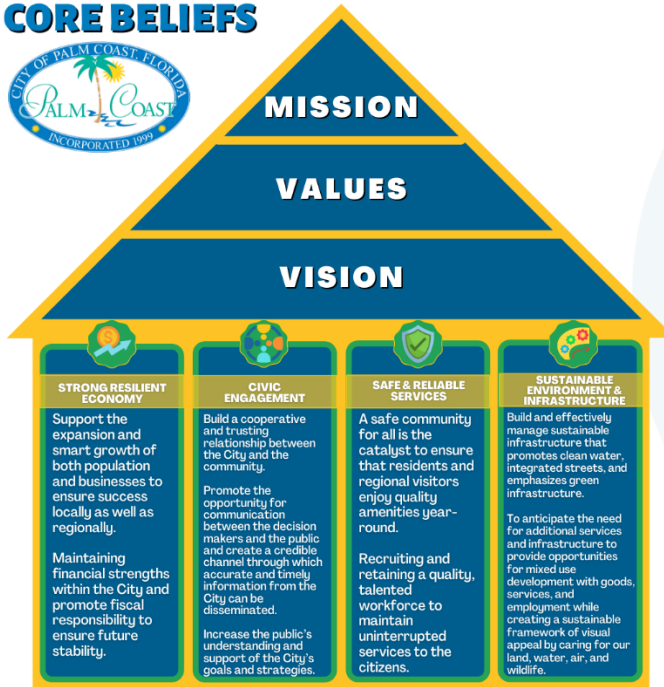 CORE BELIEFS
CITY OF PALM COAST, FLORIDA
PALM COAST
INCORPORATED 1999
MISSION
VALUES
VISION
STRONG RESILIENT
ECONOMY
Support the
expansion and
smart growth of
both population
and businesses to
ensure success
locally as well as
regionally.
Maintaining
financial strengths
within the City and
promote fiscal
responsibility to
ensure future
stability.
CIVIC
ENGAGEMENT
Build a cooperative
and trusting
relationship between
the City and the
community.
Promote the
opportunity for
communication
between the decision
makers and the public
and create a credible
channel through which
accurate and timely
information from the
City can be
disseminated.
Increase the public's
understanding and
support of the City's
goals and strategies.
SAFE & RELIABLE
SERVICES
A safe community
for all is the
catalyst to ensure
that residents and
regional visitors
enjoy quality
amenities year-
round.
Recruiting and
retaining a quality,
talented
workforce to
maintain
uninterrupted
services to the
citizens.
SUSTAINABLE
ENVIRONMENT &
INFRASTRUCTURE
Build and effectively
manage sustainable
infrastructure that
promotes clean water,
integrated streets, and
emphasizes green
infrastructure.
To anticipate the need
for additional services
and infrastructure to
provide opportunities
for mixed use
development with goods,
services, and
employment while
creating a sustainable
framework of visual
appeal by caring for our
land, water, air, and
wildlife.